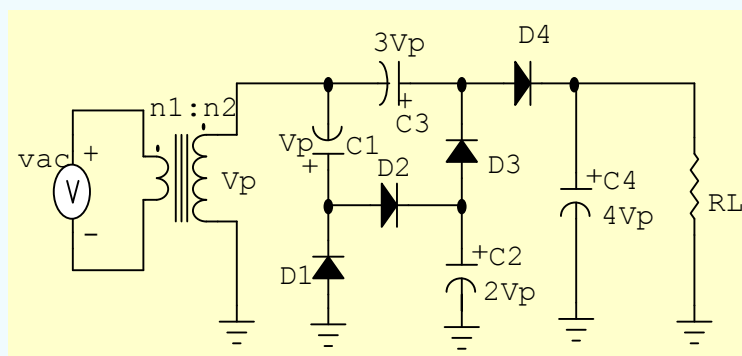 D4
3Vp
n1:n2
C3
Vp
C1
vac
+
+
+
V
Vp
D2
D3
-
+C4
4Vp
RL
D1
+C2
2Vp